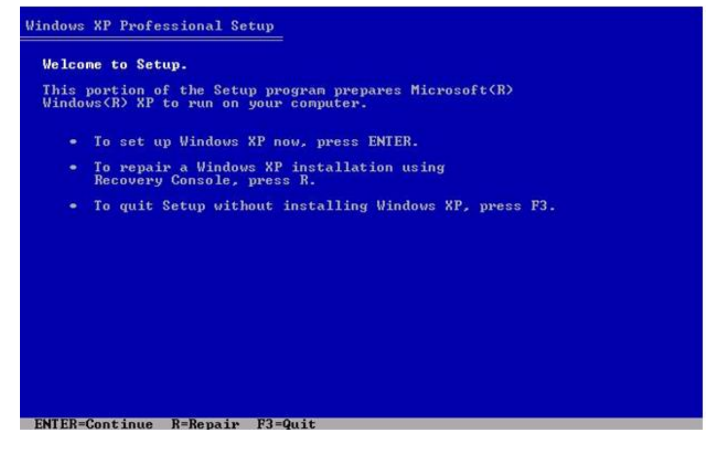 Windows XP Professional Setup
Welcome to Setup.
This portion of the Setup program prepares Microsoft(R)
Windows(R) XP to run on your computer.
• To set up Windows XP now, press ENTER.
• To repair a Windows XP installation using
Recovery Console, press R.
• To quit Setup without installing Windows XP, press F3.
ENTER=Continue R=Repair F3=Quit